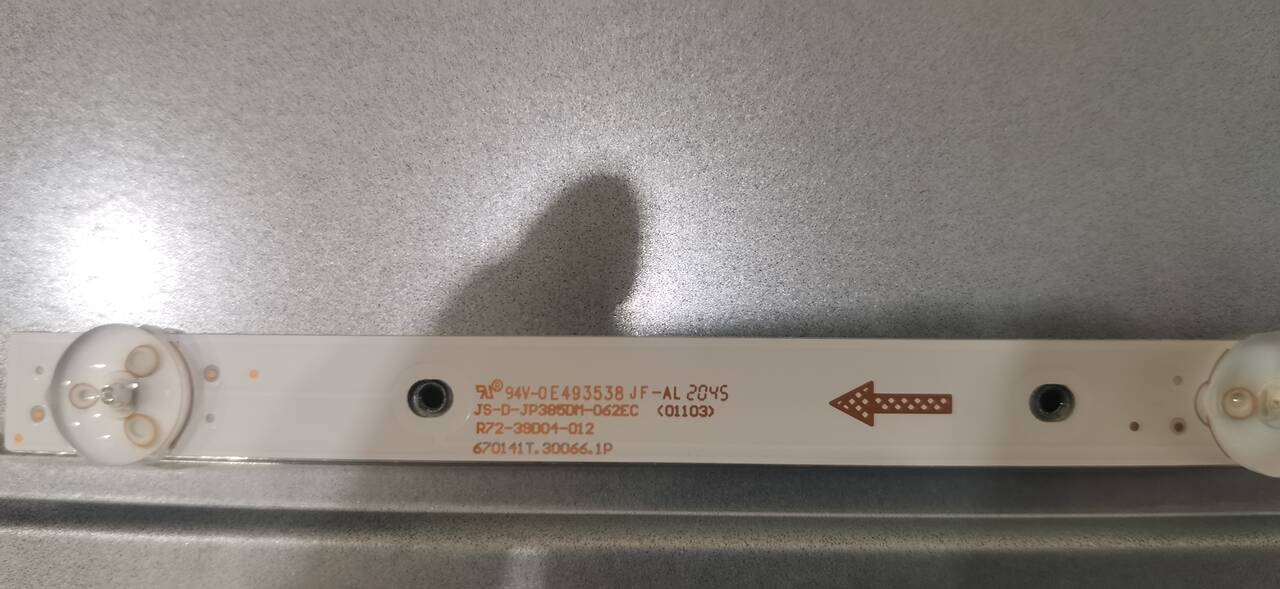 94V-0 E493538 JF-AL 2045
JS-D-JP385DM-062EC (01103)
R72-39D04-012
670141T.30066.1P